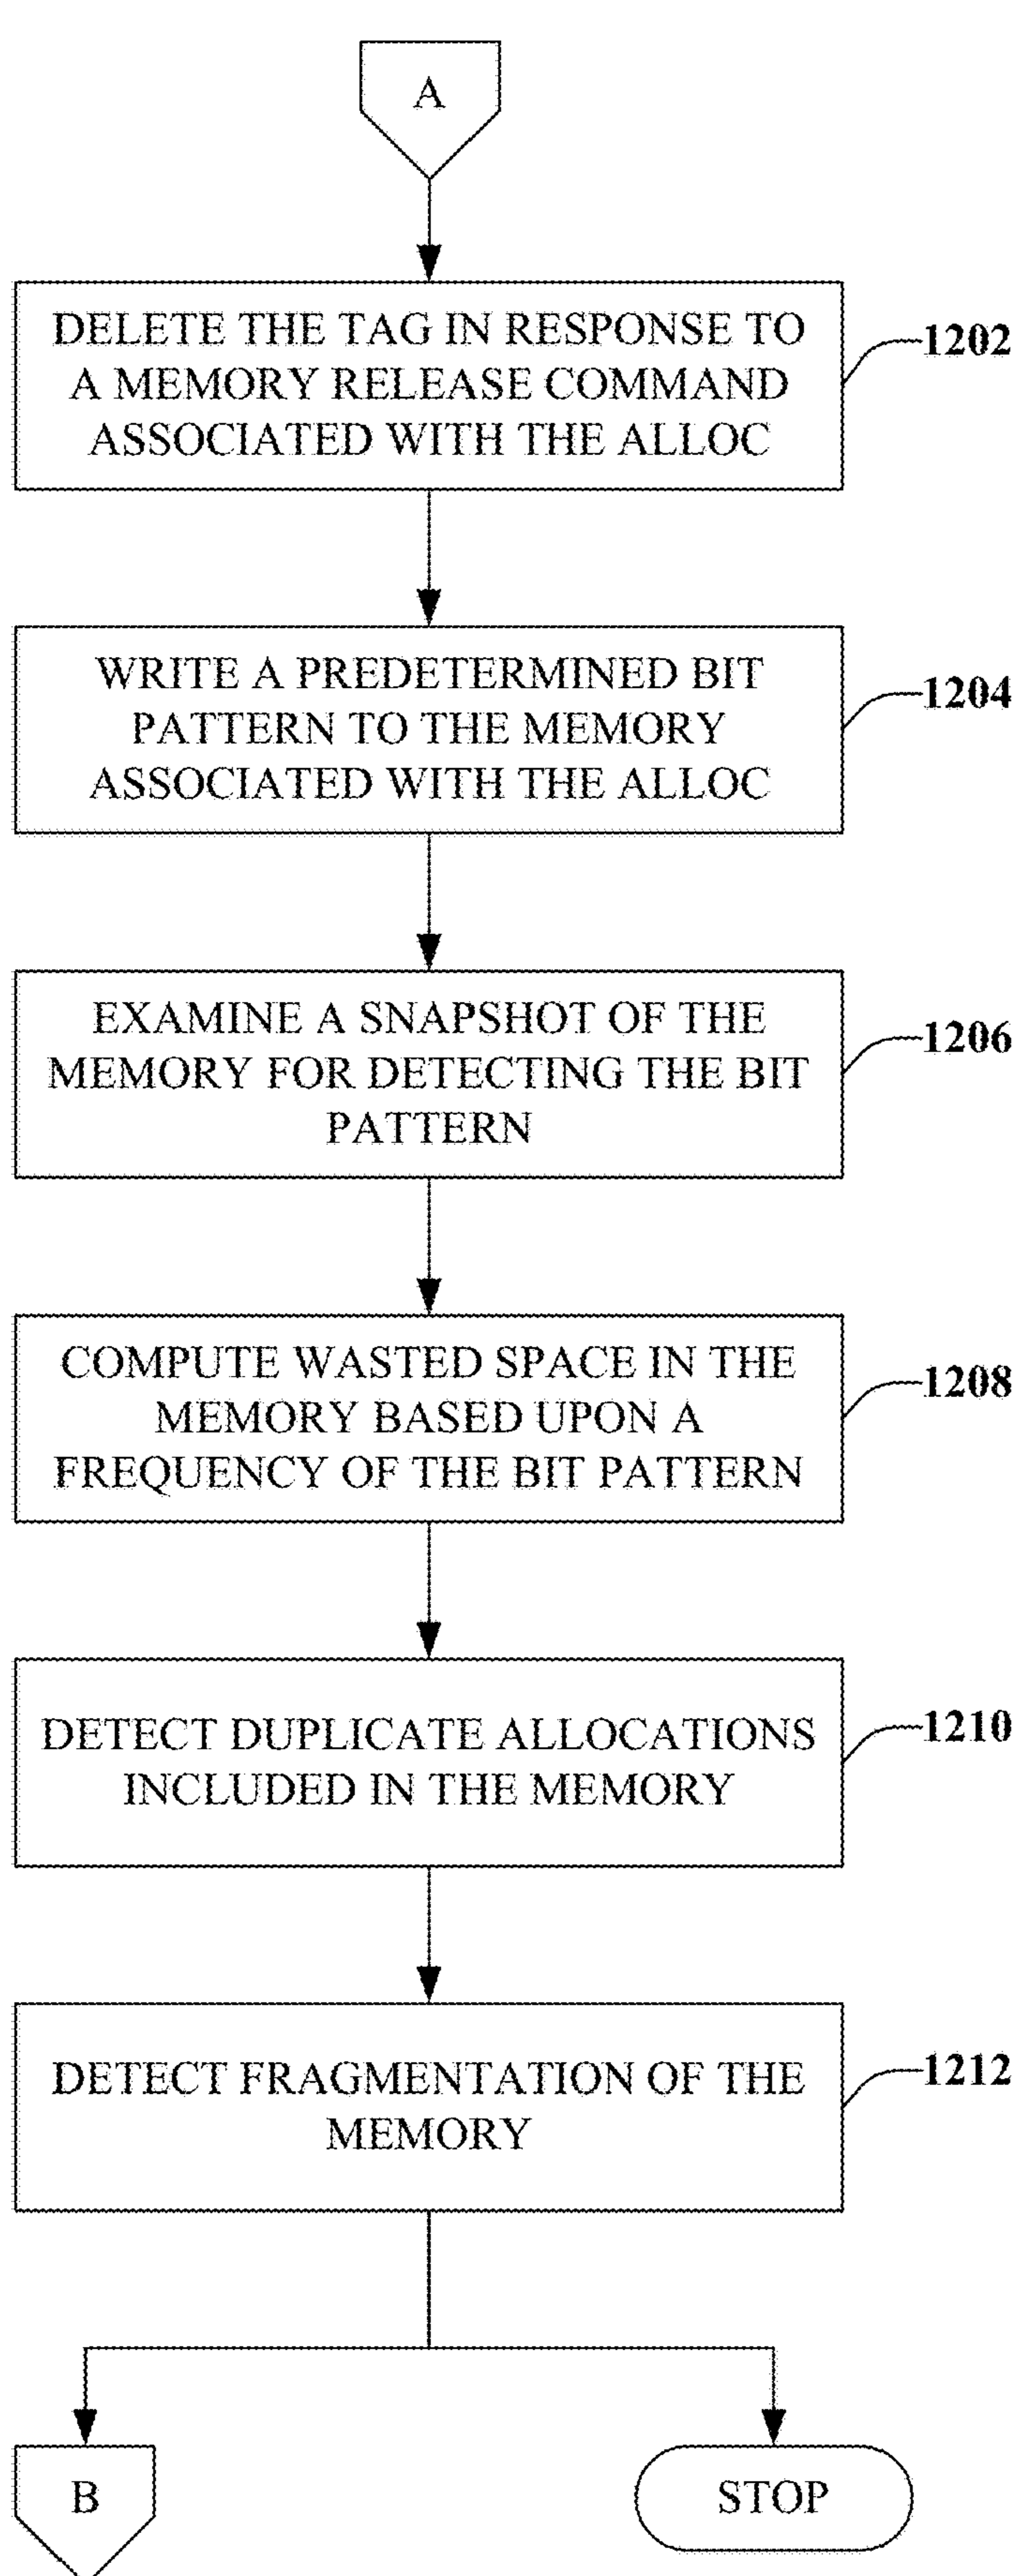 A
DELETE THE TAG IN RESPONSE TO
A MEMORY RELEASE COMMAND
ASSOCIATED WITH THE ALLOC
1202
WRITE A PREDETERMINED BIT
PATTERN TO THE MEMORY
ASSOCIATED WITH THE ALLOC
1204
EXAMINE A SNAPSHOT OF THE
MEMORY FOR DETECTING THE BIT
PATTERN
1206
COMPUTE WASTED SPACE IN THE
MEMORY BASED UPON A
FREQUENCY OF THE BIT PATTERN
1208
DETECT DUPLICATE ALLOCATIONS
INCLUDED IN THE MEMORY
1210
DETECT FRAGMENTATION OF THE
MEMORY
1212
B
STOP